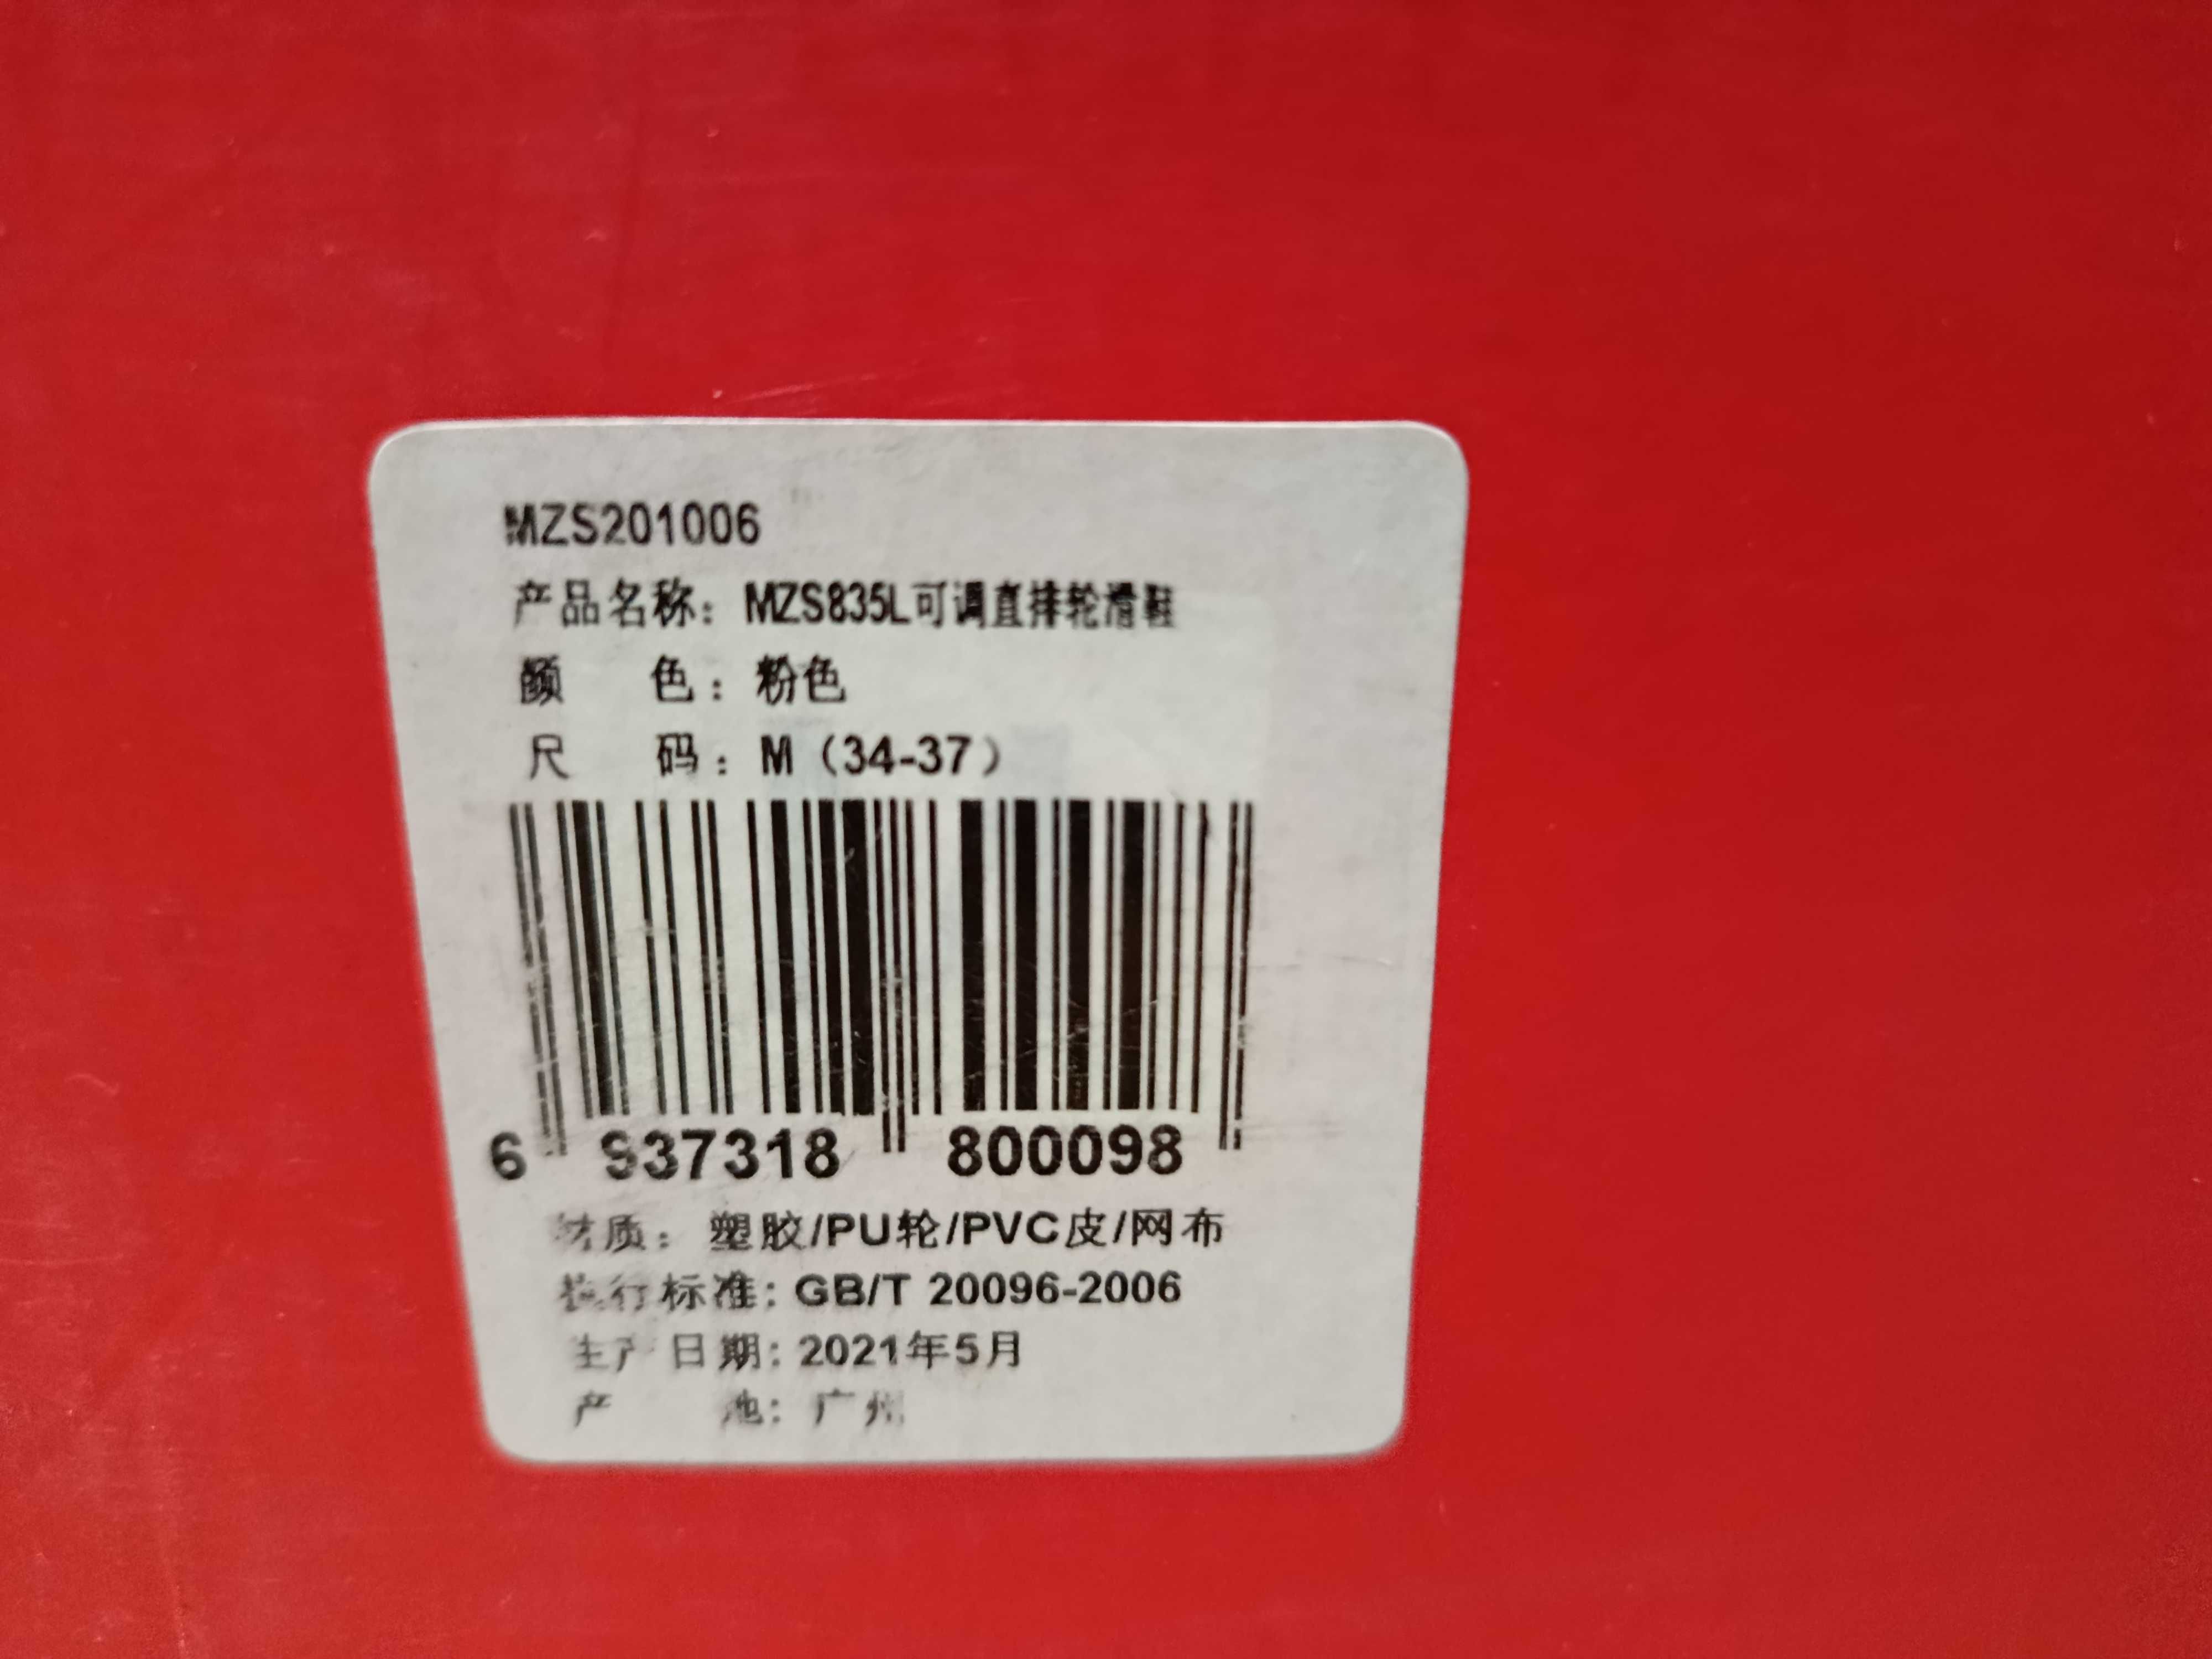 MZS201006
产品名称：MZS835L可调直排轮滑鞋
颜 色：粉色
尺 码：M（34-37）
6 937318 800098
材质：塑胶/PU轮/PVC皮/网布
执行标准：GB/T 20096-2006
生产日期：2021年5月
产 地：广州